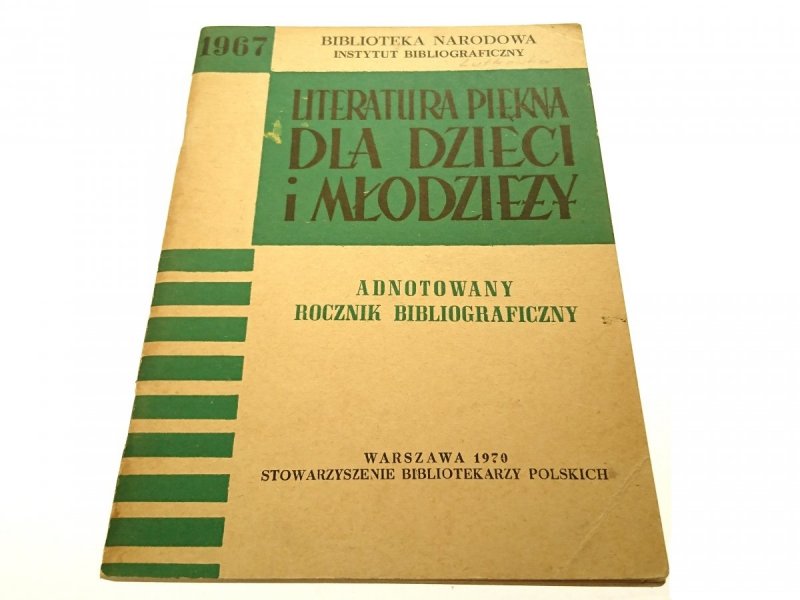 1967
BIBLIOTEKA NARODOWA
INSTYTUT BIBLIOGRAFICZNY
LITERATURA PIĘKNA
DLA DZIECI
i MŁODZIEŻY
ADNOTOWANY
ROCZNIK BIBLIOGRAFICZNY
WARSZAWA 1970
STOWARZYSZENIE BIBLIOTEKARZY POLSKICH